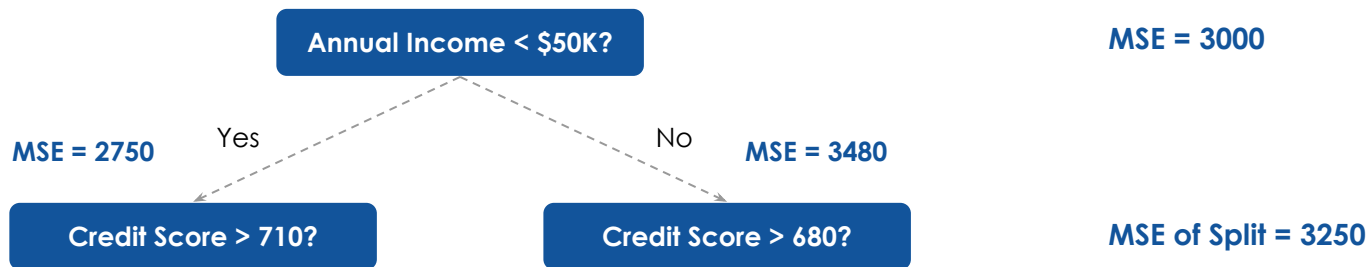 Annual Income < $50K?
MSE = 3000
Yes
No
MSE = 2750
MSE = 3480
Credit Score > 710?
Credit Score > 680?
MSE of Split = 3250